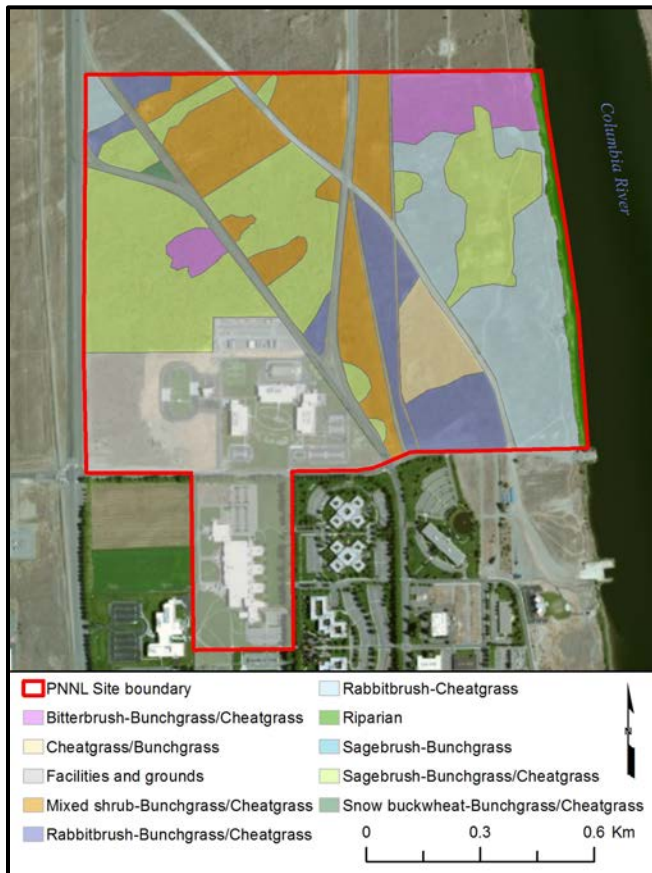 Columbia River
PNNL Site boundary
Bitterbrush-Bunchgrass/Cheatgrass
Cheatgrass/Bunchgrass
Facilities and grounds
Mixed shrub-Bunchgrass/Cheatgrass
Rabbitbrush-Bunchgrass/Cheatgrass
Rabbitbrush-Cheatgrass
Riparian
Sagebrush-Bunchgrass
Sagebrush-Bunchgrass/Cheatgrass
Snow buckwheat-Bunchgrass/Cheatgrass
N
0 0.3 0.6 Km